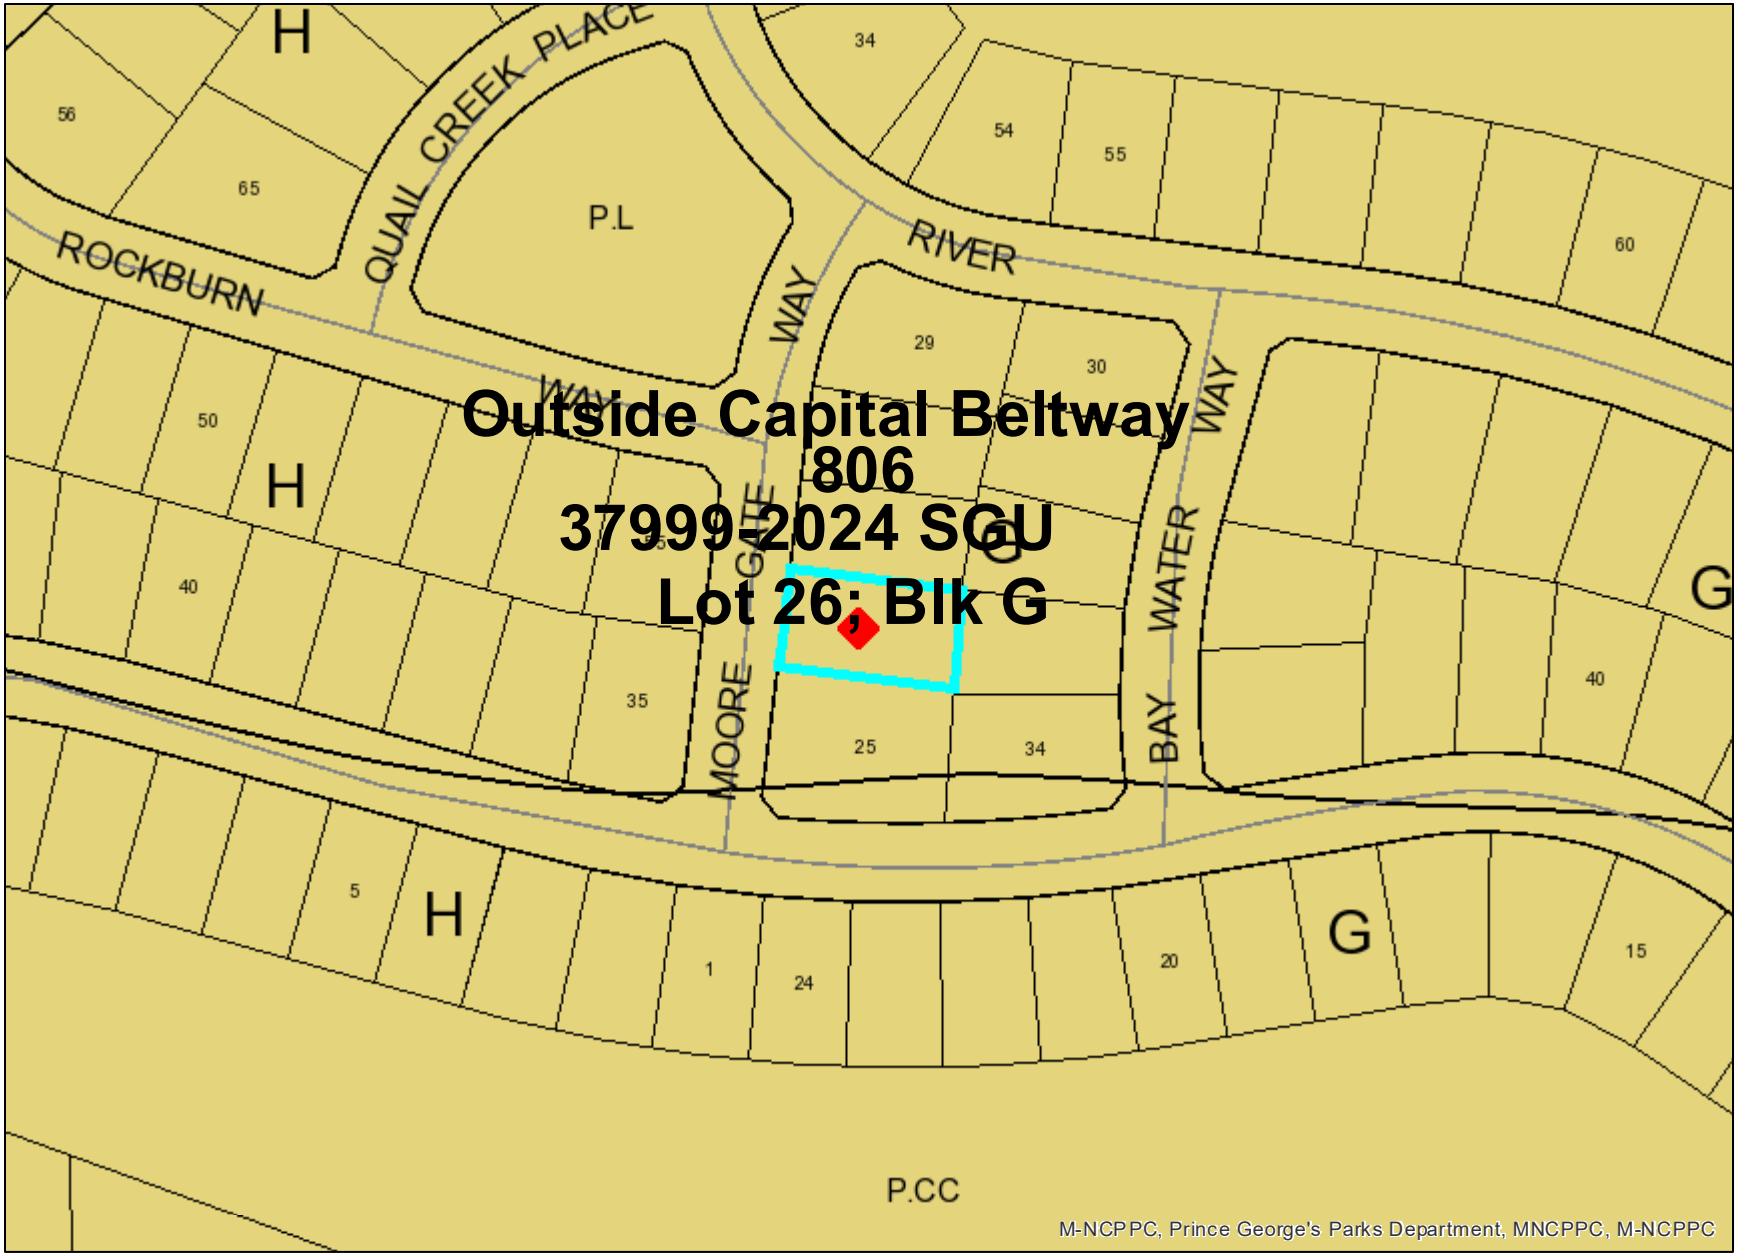 H
QUAIL CREEK PLACE
34
56
54
55
65
P.L
ROCKBURN
RIVER
60
WAY
29
30
WAY
WAY
Outside Capital Beltway
806
50
H
37999-2024 SGU
G
GATE
55
WATER
40
G
Lot 26; Blk G
35
MOORE
BAY
40
25
34
5
H
1
24
20
G
15
P.CC
M-NCPPC, Prince George's Parks Department, MNCPPC, M-NCPPC